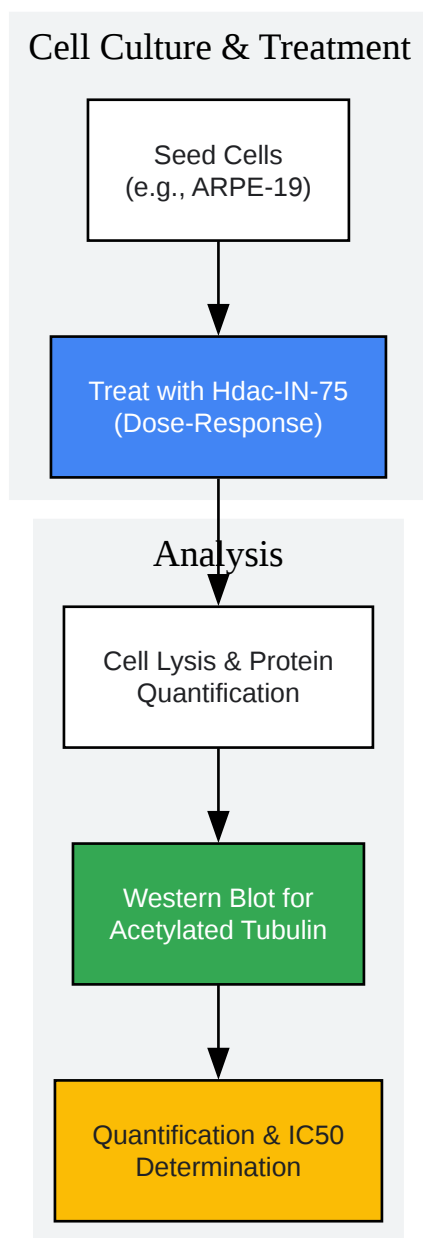 Cell Culture & Treatment
Seed Cells
(e.g., ARPE-19)
Treat with Hdac-IN-75
(Dose-Response)
Analysis
Cell Lysis & Protein
Quantification
Western Blot for
Acetylated Tubulin
Quantification & IC50
Determination